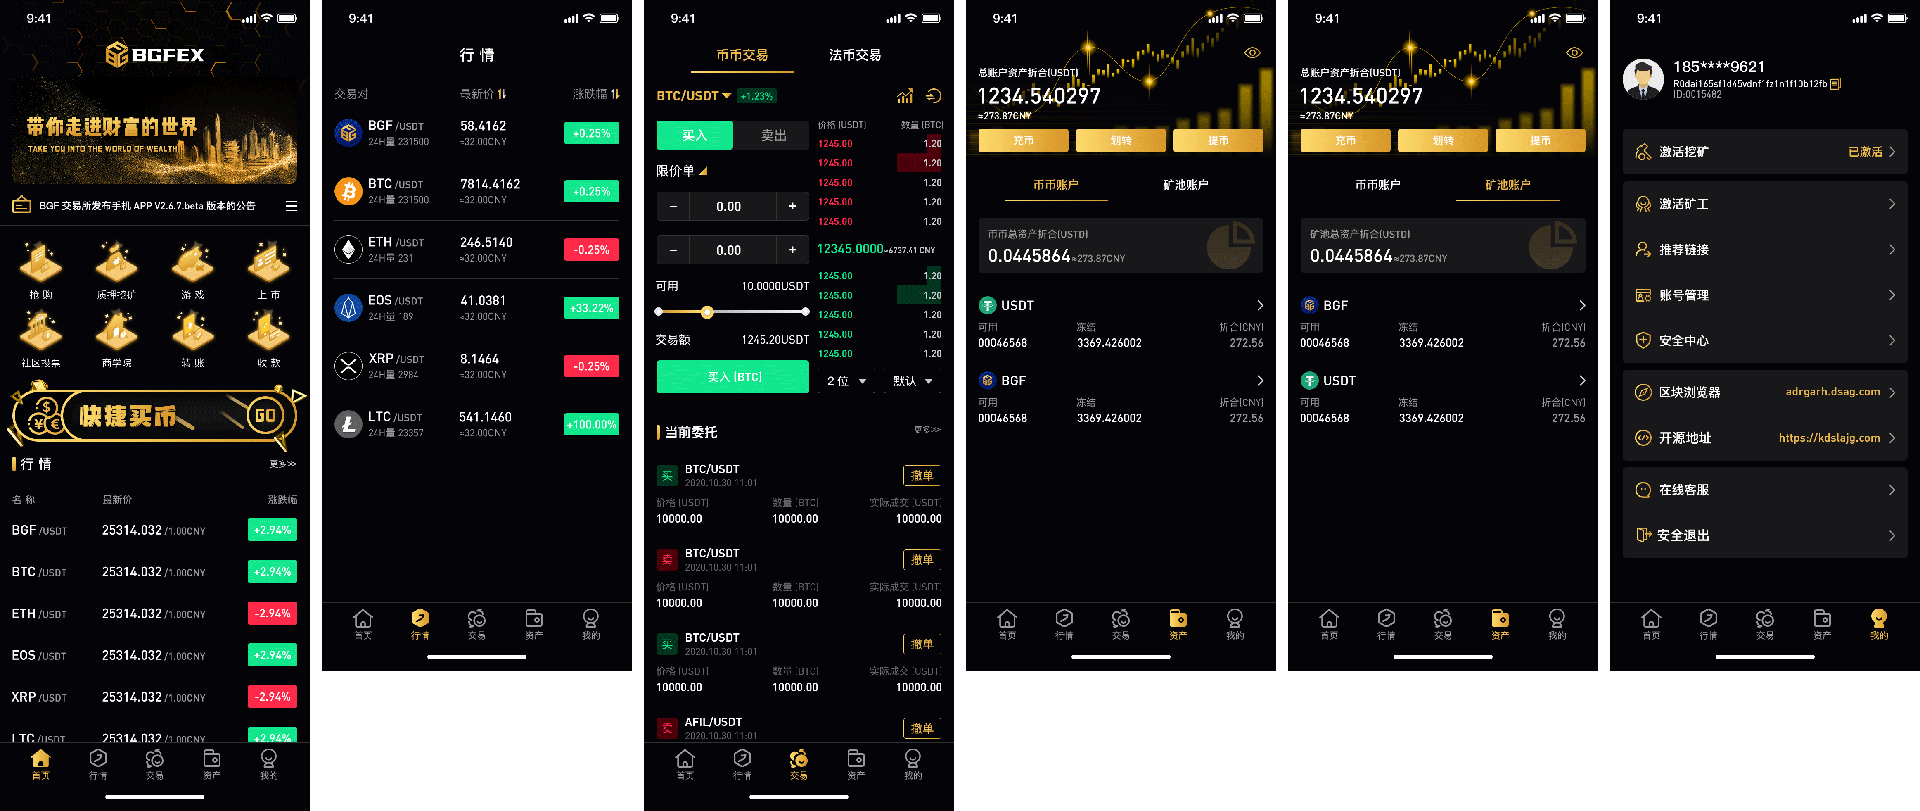 9:41
BGFEX
带你走进财富的世界
TAKE YOU INTO THE WORLD OF WEALTH
BGF 交易所发布手机 APP V2.6.7.beta 版本的公告
抢 购
质押挖矿
游 戏
上 市
社区投票
商学院
转 账
收 款
快捷买币
GO
行 情
更多>>
名 称
最新价
涨跌幅
BGF /USDT
25314.032 /1.00CNY
+2.94%
BTC /USDT
25314.032 /1.00CNY
+2.94%
ETH /USDT
25314.032 /1.00CNY
-2.94%
EOS /USDT
25314.032 /1.00CNY
+2.94%
XRP /USDT
25314.032 /1.00CNY
-2.94%
LTC /USDT
25314.032 /1.00CNY
+2.94%
首页
行情
交易
资产
我的
9:41
行 情
交易对
最新价
涨跌幅
BGF /USDT
58.4162
+0.25%
24H量 231500
≈32.00CNY
BTC /USDT
7814.4162
+0.25%
24H量 231500
≈32.00CNY
ETH /USDT
246.5140
-0.25%
24H量 231
≈32.00CNY
EOS /USDT
41.0381
+33.22%
24H量 189
≈32.00CNY
XRP /USDT
8.1464
-0.25%
24H量 2984
≈32.00CNY
LTC /USDT
541.1460
+100.00%
24H量 23357
≈32.00CNY
首页
行情
交易
资产
我的
9:41
币币交易
法币交易
BTC/USDT
+1.23%
买入
卖出
限价单
－
0.00
＋
－
0.00
＋
可用
10.0000USDT
交易额
1245.20USDT
买入 (BTC)
价格 (USDT)
数量 (BTC)
1245.00
1.20
1245.00
1.20
1245.00
1.20
1245.00
1.20
1245.00
1.20
12345.0000≈6737.41 CNY
1245.00
1.20
1245.00
1.20
1245.00
1.20
1245.00
1.20
1245.00
1.20
2 位
默认
当前委托
更多>>
买
BTC/USDT
2020.10.30 11:01
撤单
价格 (USDT)
数量 (BTC)
实际成交 (USDT)
10000.00
10000.00
10000.00
卖
BTC/USDT
2020.10.30 11:01
撤单
价格 (USDT)
数量 (BTC)
实际成交 (USDT)
10000.00
10000.00
10000.00
买
BTC/USDT
2020.10.30 11:01
撤单
价格 (USDT)
数量 (BTC)
实际成交 (USDT)
10000.00
10000.00
10000.00
卖
AFIL/USDT
2020.10.30 11:01
撤单
首页
行情
交易
资产
我的
9:41
总账户资产折合(USDT)
1234.540297
≈273.87CNY
充币
划转
提币
币币账户
矿池账户
币币总资产折合(USTD)
0.0445864≈273.87CNY
USDT
可用
冻结
折合(CNY)
00046568
3369.426002
272.56
BGF
可用
冻结
折合(CNY)
00046568
3369.426002
272.56
首页
行情
交易
资产
我的
9:41
总账户资产折合(USDT)
1234.540297
≈273.87CNY
充币
划转
提币
币币账户
矿池账户
矿池总资产折合(USTD)
0.0445864≈273.87CNY
BGF
可用
冻结
折合(CNY)
00046568
3369.426002
272.56
USDT
可用
冻结
折合(CNY)
00046568
3369.426002
272.56
首页
行情
交易
资产
我的
9:41
185****9621
ID:0015482
激活挖矿
已激活
激活矿工
推荐链接
账号管理
安全中心
区块浏览器
adrgarh.dsag.com
开源地址
https://kdslajg.com
在线客服
安全退出
首页
行情
交易
资产
我的